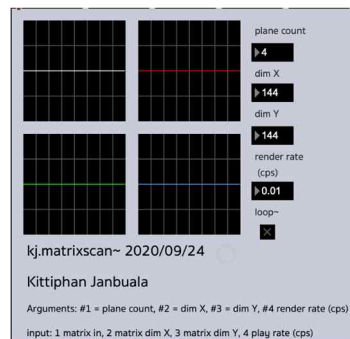 plane count
4
dim X
144
dim Y
144
render rate
(cps)
0.01
loop~
kj.matrixscan~ 2020/09/24
Kittiphan Janbuala
Arguments: #1 = plane count, #2 = dim X, #3 = dim Y, #4 render rate (cps)
input: 1 matrix in, 2 matrix dim X, 3 matrix dim Y, 4 play rate (cps)